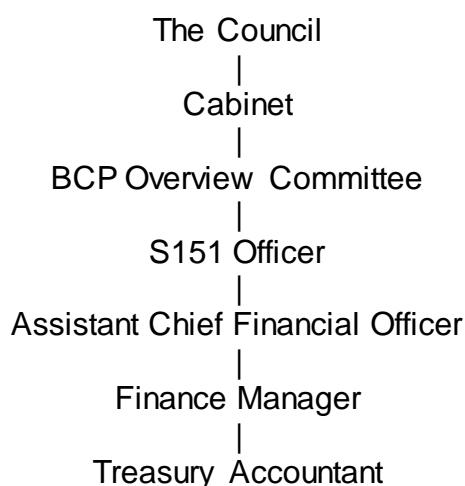 The Council
|
Cabinet
|
BCP Overview Committee
|
S151 Officer
|
Assistant Chief Financial Officer
|
Finance Manager
|
Treasury Accountant